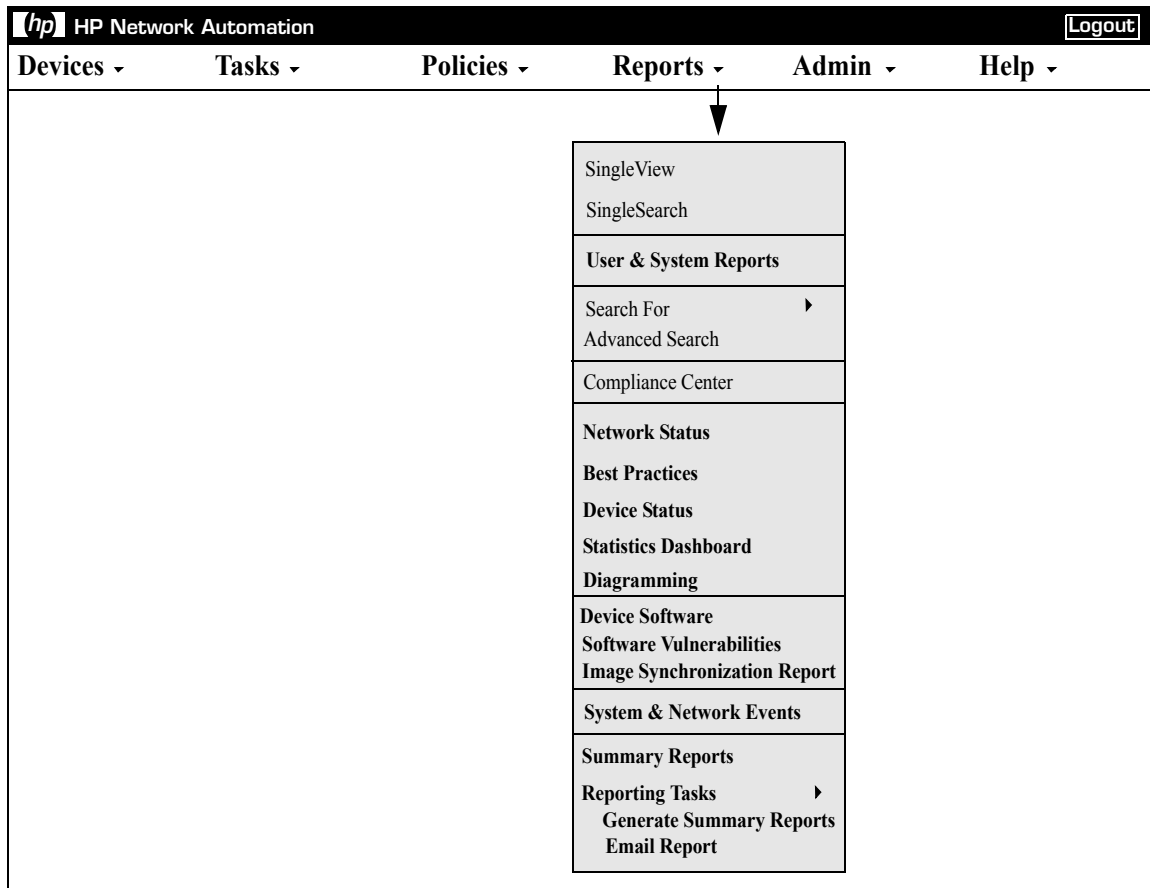 hp HP Network Automation Logout
Devices Tasks Policies Reports Admin Help
SingleView
SingleSearch
User & System Reports
Search For
Advanced Search
Compliance Center
Network Status
Best Practices
Device Status
Statistics Dashboard
Diagramming
Device Software
Software Vulnerabilities
Image Synchronization Report
System & Network Events
Summary Reports
Reporting Tasks
Generate Summary Reports
Email Report